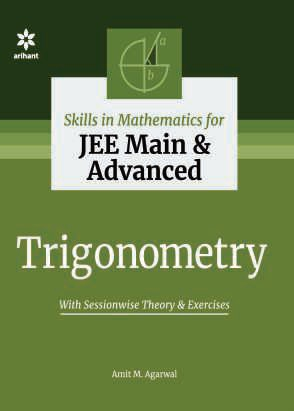 arihant
a
b
Skills in Mathematics for
JEE Main &
Advanced
Trigonometry
With Sessionwise Theory & Exercises
Amit M. Agarwal